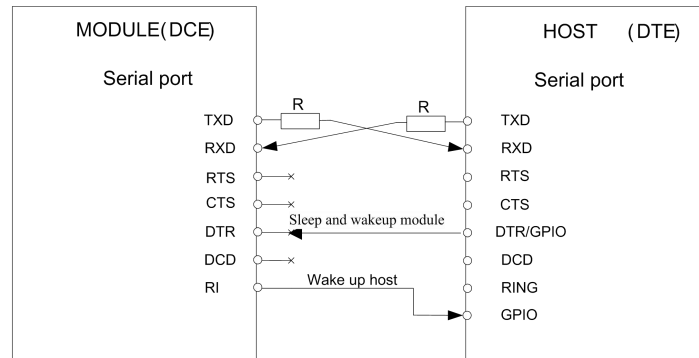 MODULE(DCE)
HOST (DTE)
Serial port
Serial port
R
R
TXD
TXD
RXD
RXD
RTS
RTS
CTS
CTS
Sleep and wakeup module
DTR
DTR/GPIO
DCD
DCD
Wake up host
RI
RING
GPIO